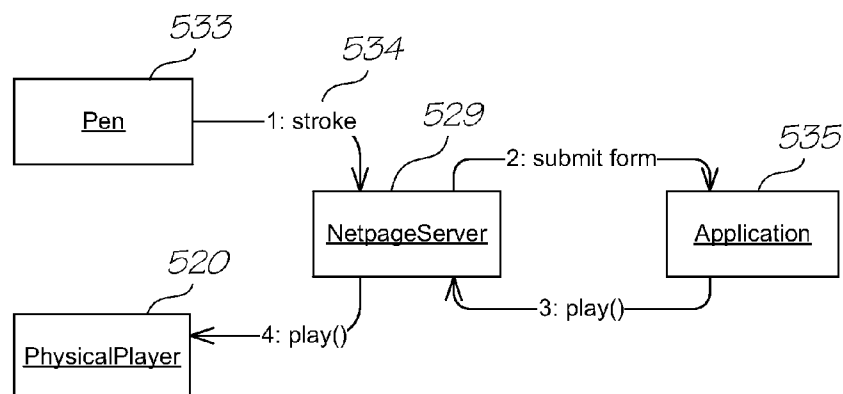 533
534
Pen
1: stroke
529
2: submit form
535
NetpageServer
Application
520
3: play()
4: play()
PhysicalPlayer